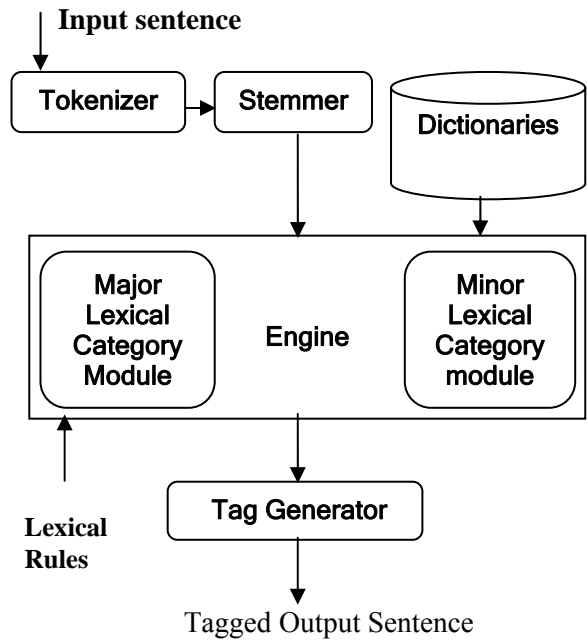 Input sentence
Tokenizer
Stemmer
Dictionaries
Major
Lexical
Category
Module
Engine
Minor
Lexical
Category
module
Lexical
Rules
Tag Generator
Tagged Output Sentence